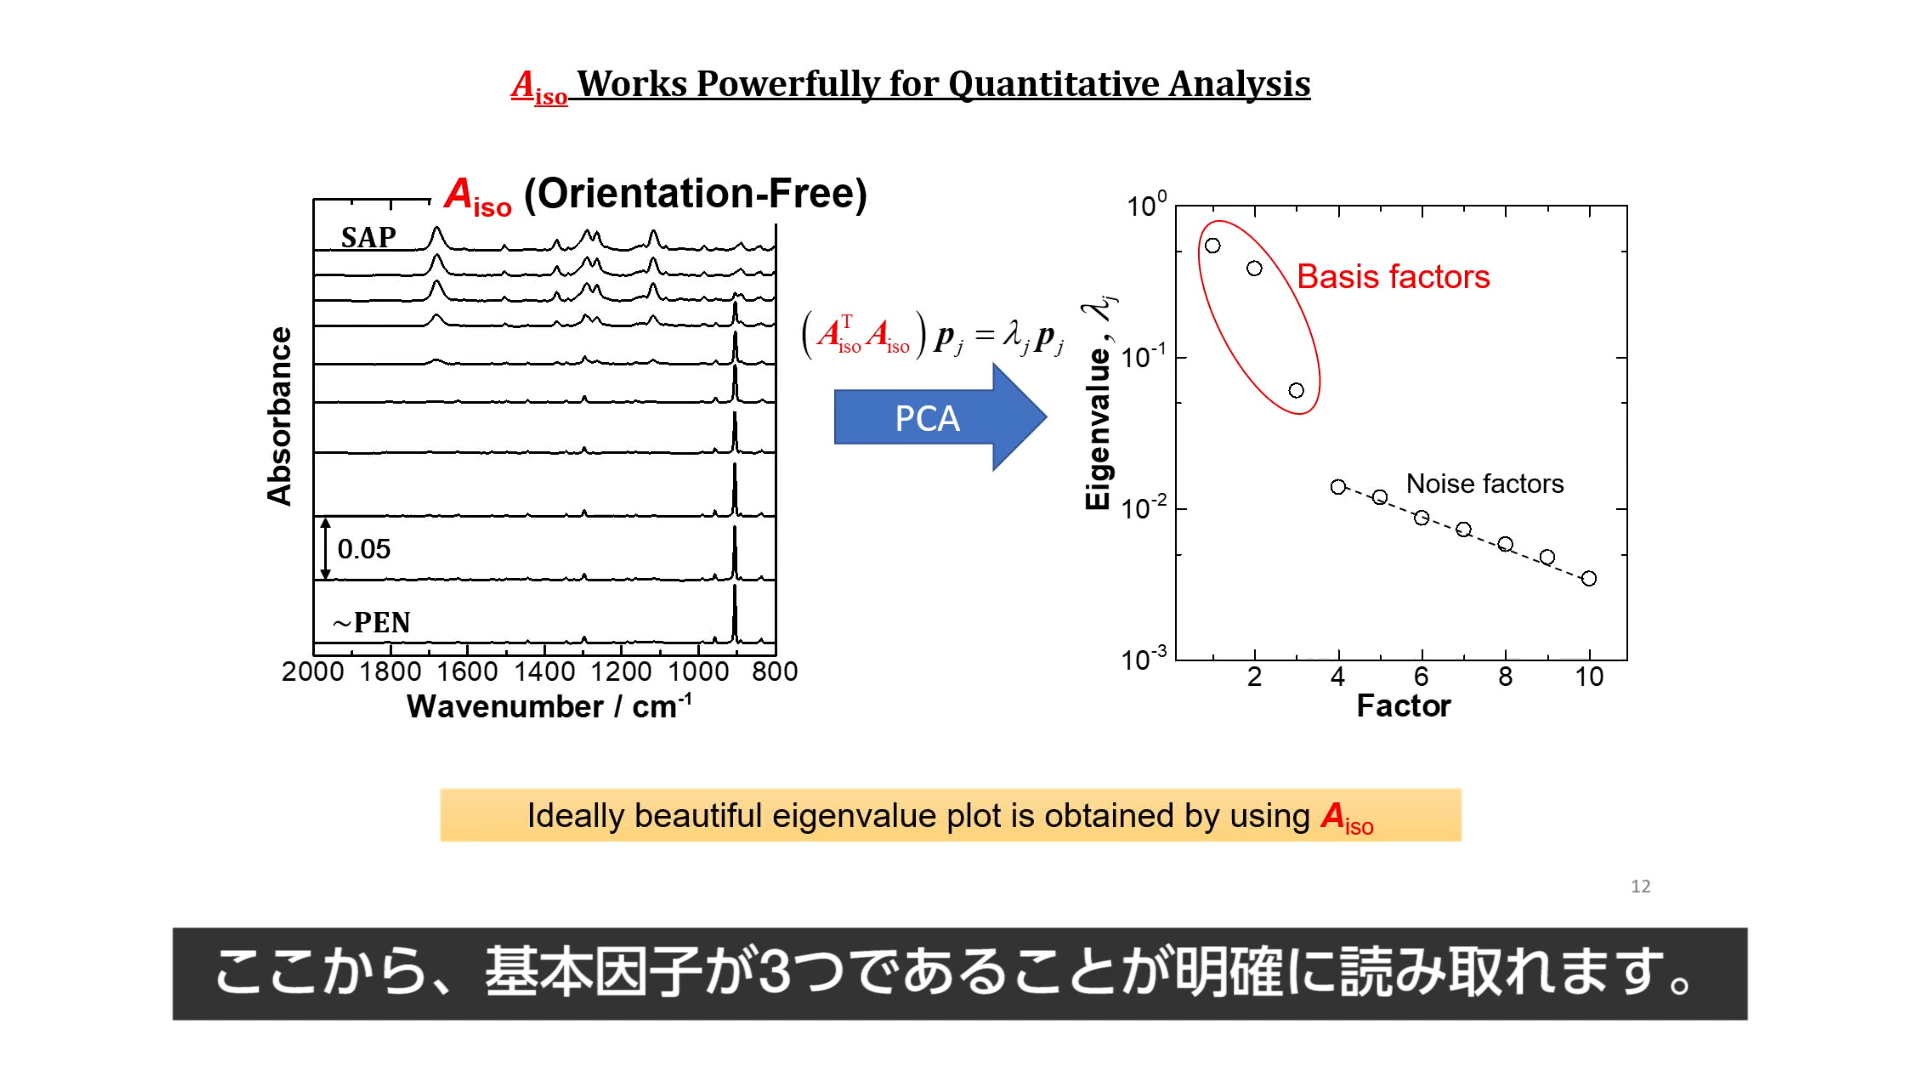 Aiso Works Powerfully for Quantitative Analysis
Aiso (Orientation-Free)
SAP
Absorbance
0.05
~PEN
2000 1800 1600 1400 1200 1000 800
Wavenumber / cm-1
(AisoT Aiso) pj = λj pj
PCA
Eigenvalue, λj
100
10-1
10-2
10-3
Basis factors
Noise factors
2 4 6 8 10
Factor
Ideally beautiful eigenvalue plot is obtained by using Aiso
12
ここから、基本因子が3つであることが明確に読み取れます。